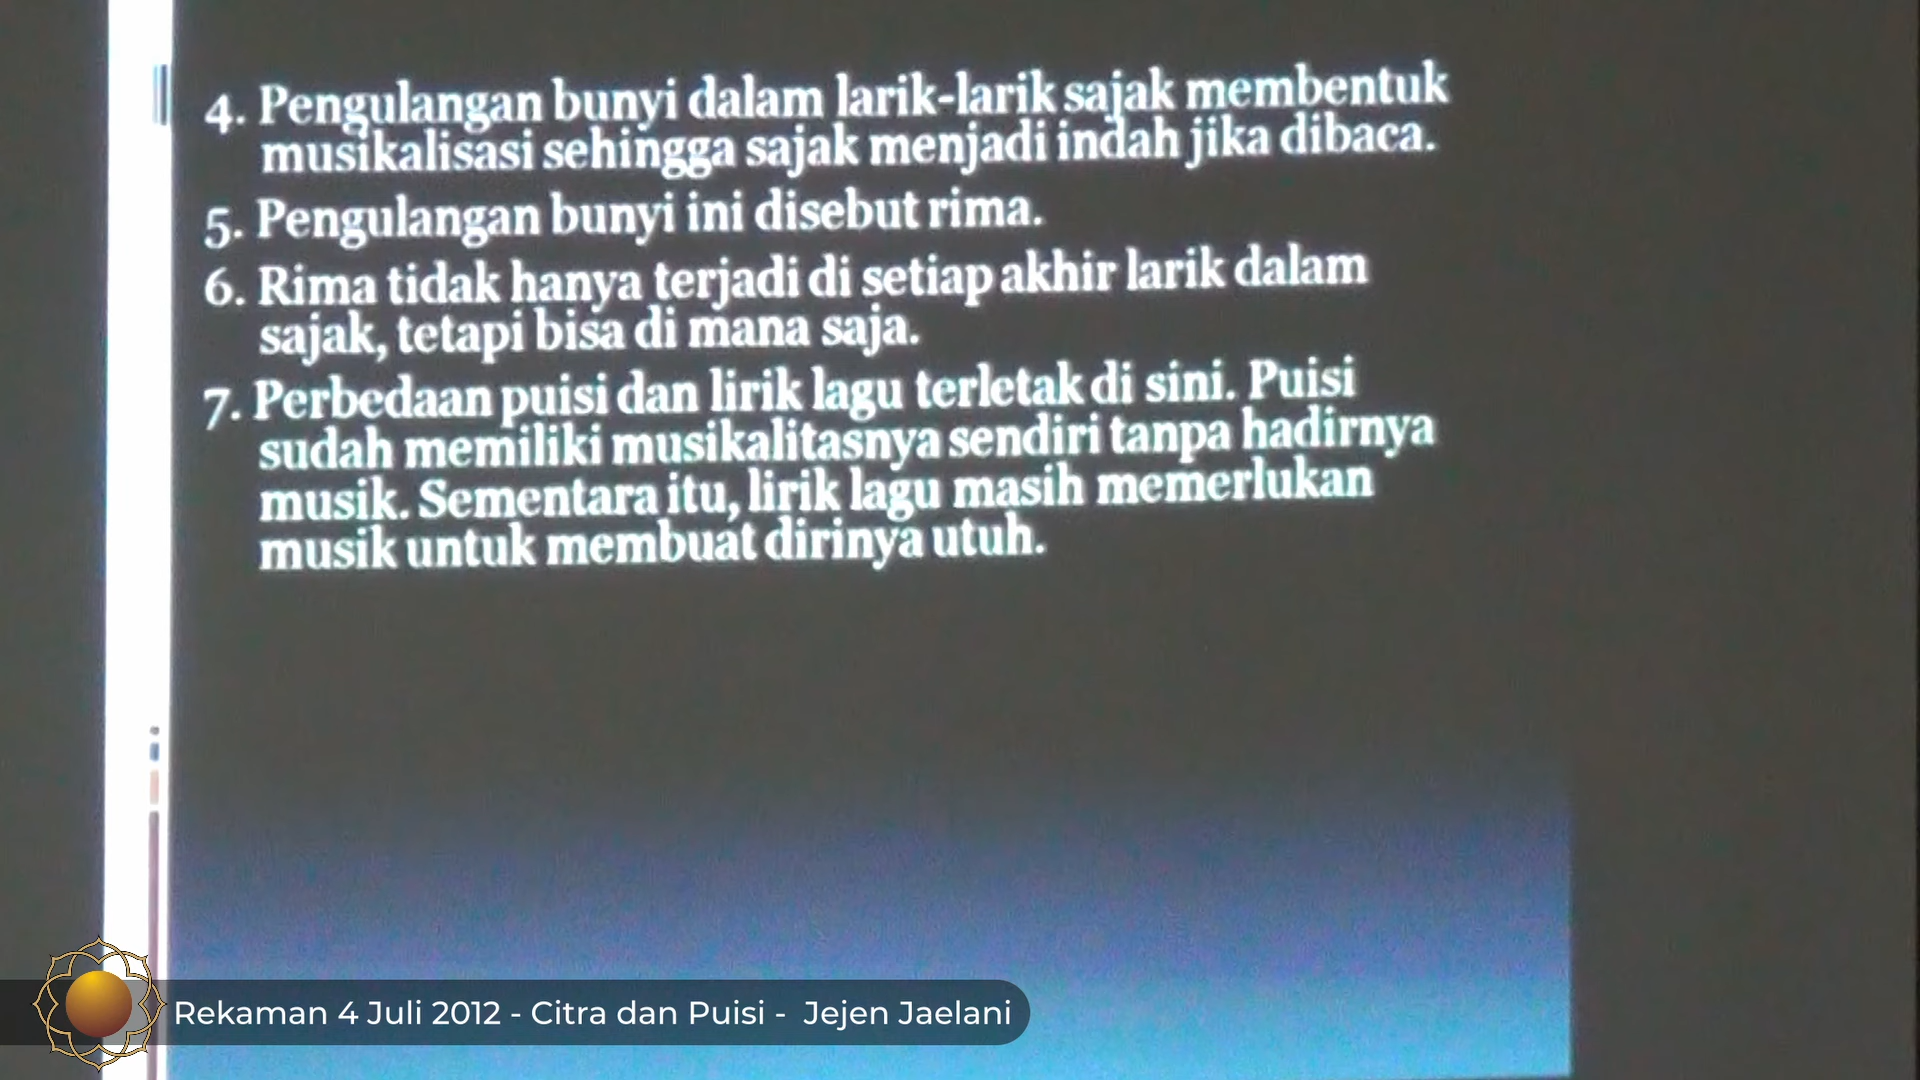 4. Pengulangan bunyi dalam larik-larik sajak membentuk
musikalisasi sehingga sajak menjadi indah jika dibaca.
5. Pengulangan bunyi ini disebut rima.
6. Rima tidak hanya terjadi di setiap akhir larik dalam
sajak, tetapi bisa di mana saja.
7. Perbedaan puisi dan lirik lagu terletak di sini. Puisi
sudah memiliki musikalitasnya sendiri tanpa hadirnya
musik. Sementara itu, lirik lagu masih memerlukan
musik untuk membuat dirinya utuh.
Rekaman 4 Juli 2012 - Citra dan Puisi - Jejen Jaelani